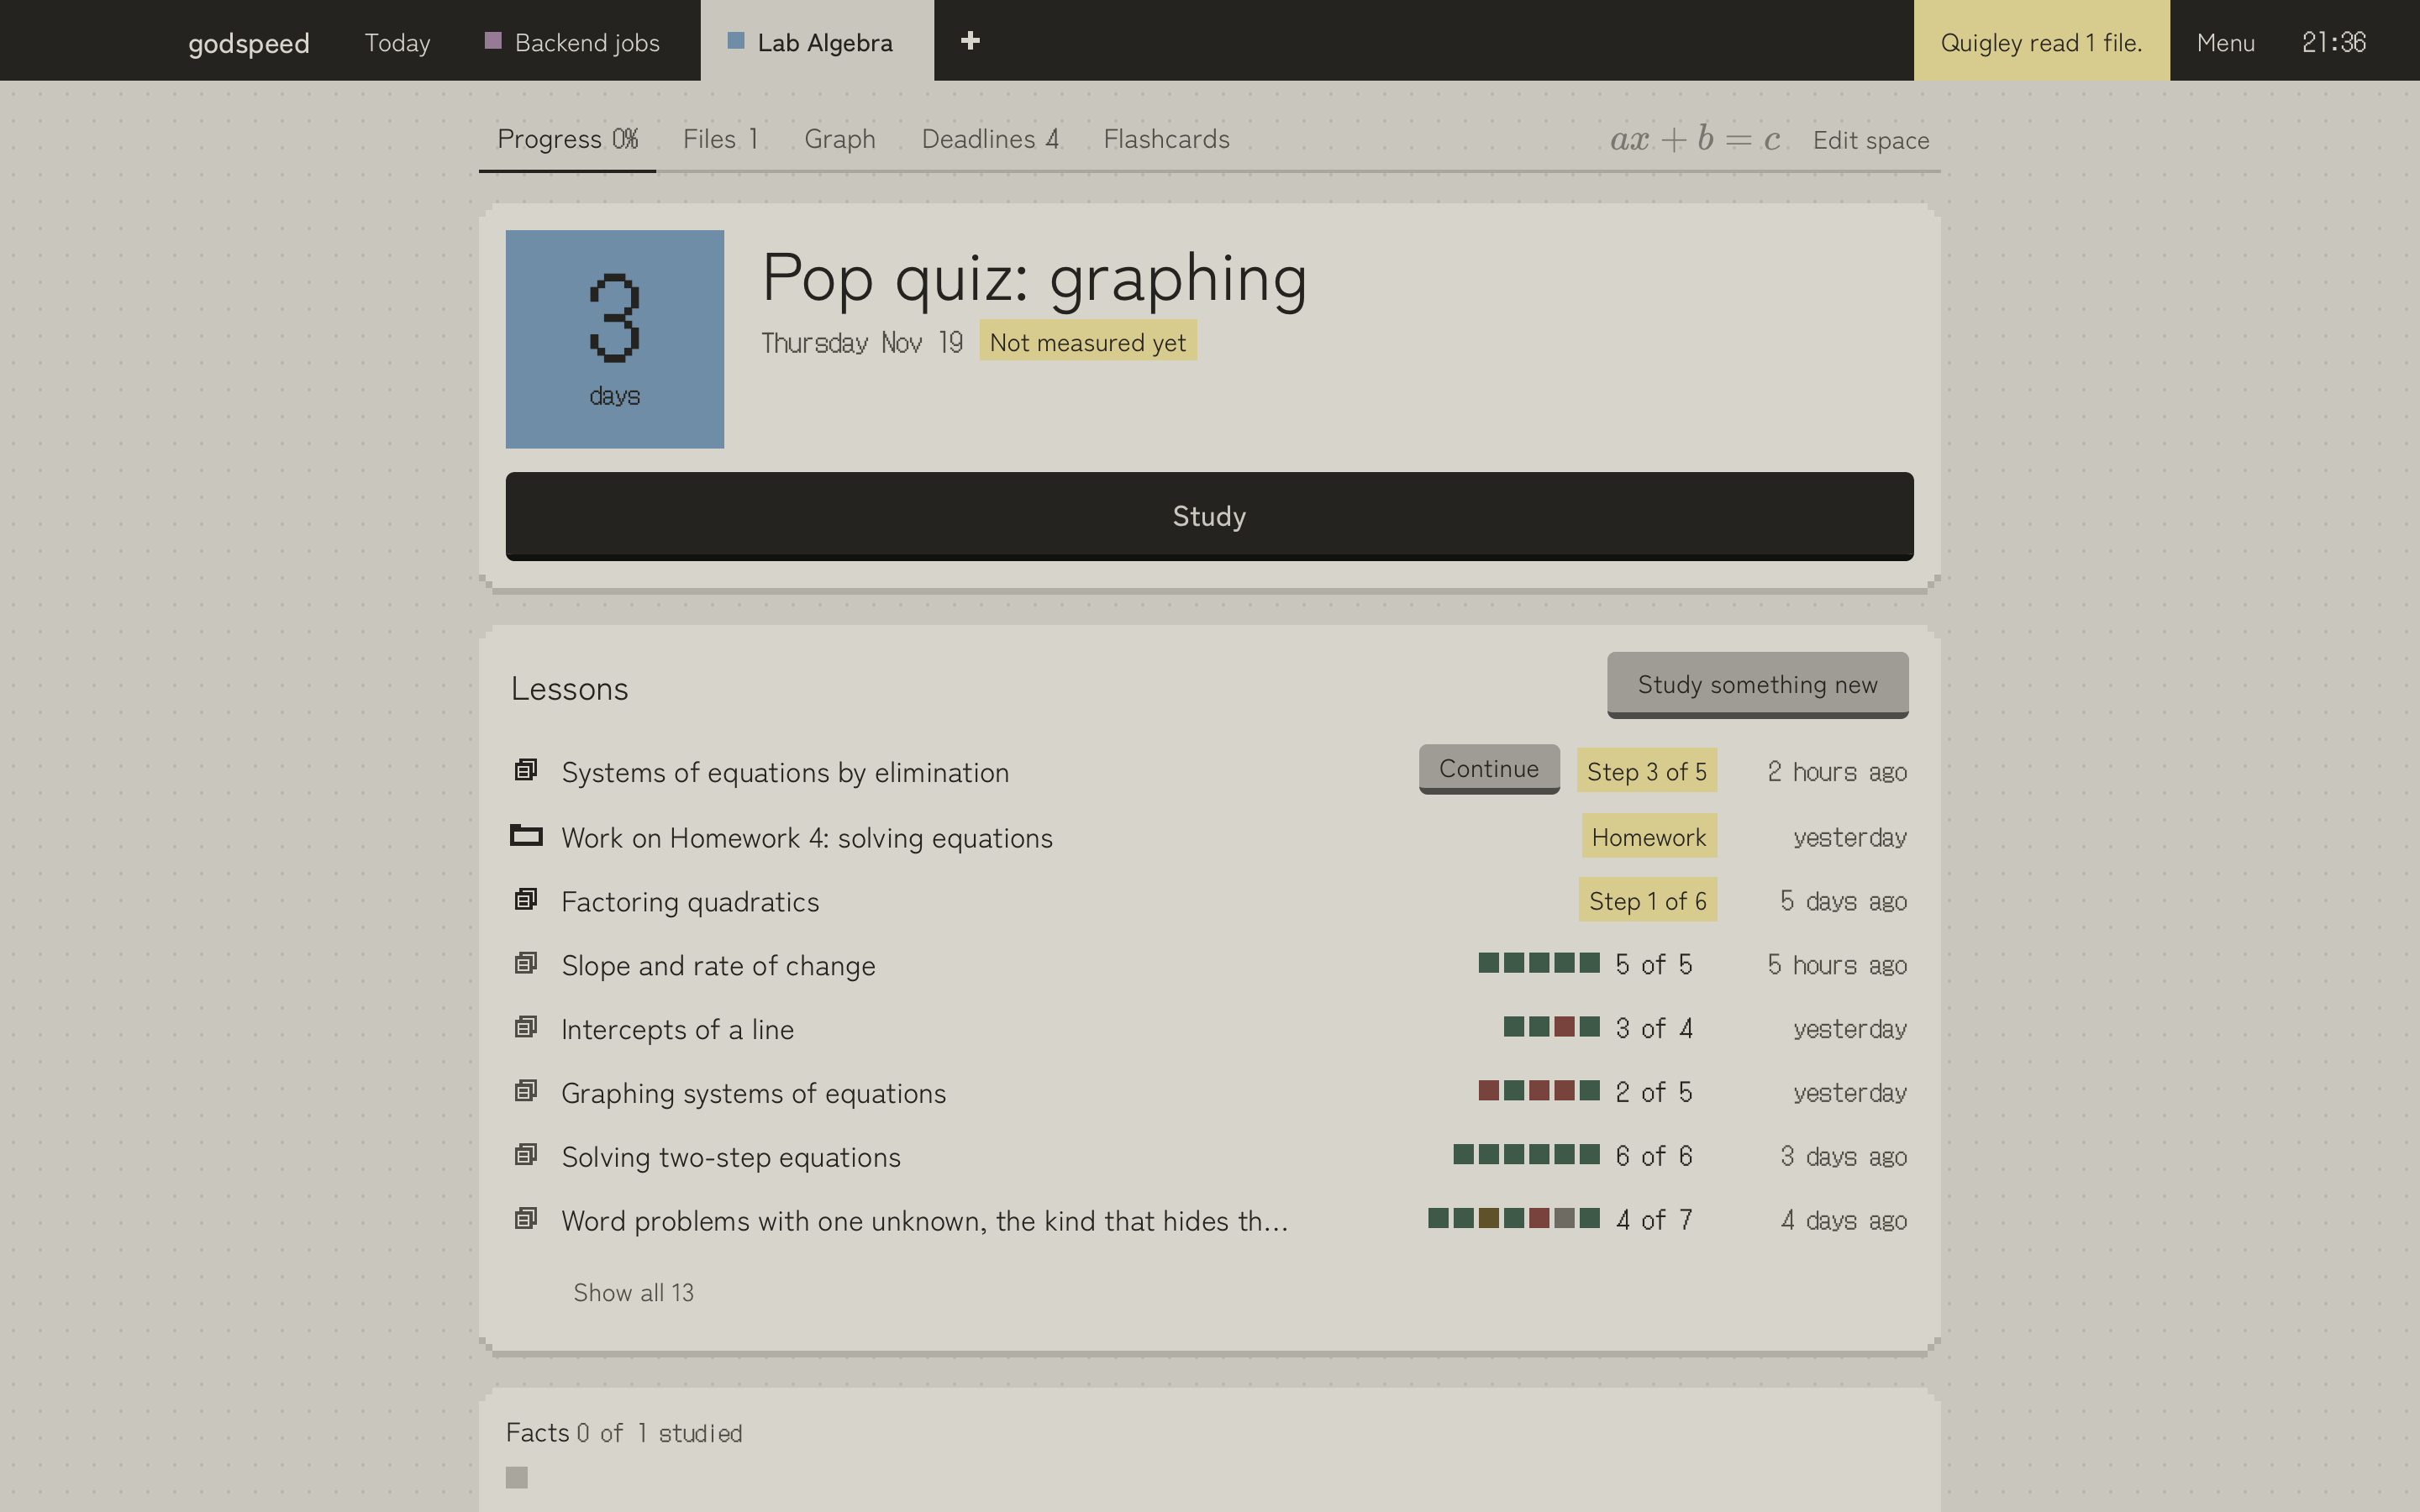 godspeed Today Backend jobs Lab Algebra + Quigley read 1 file. Menu 21:36
Progress 0% Files 1 Graph Deadlines 4 Flashcards ax + b = c Edit space
3
days
Pop quiz: graphing
Thursday Nov 19 Not measured yet
Study
Lessons Study something new
Systems of equations by elimination Continue Step 3 of 5 2 hours ago
Work on Homework 4: solving equations Homework yesterday
Factoring quadratics Step 1 of 6 5 days ago
Slope and rate of change 5 of 5 5 hours ago
Intercepts of a line 3 of 4 yesterday
Graphing systems of equations 2 of 5 yesterday
Solving two-step equations 6 of 6 3 days ago
Word problems with one unknown, the kind that hides th... 4 of 7 4 days ago
Show all 13
Facts 0 of 1 studied